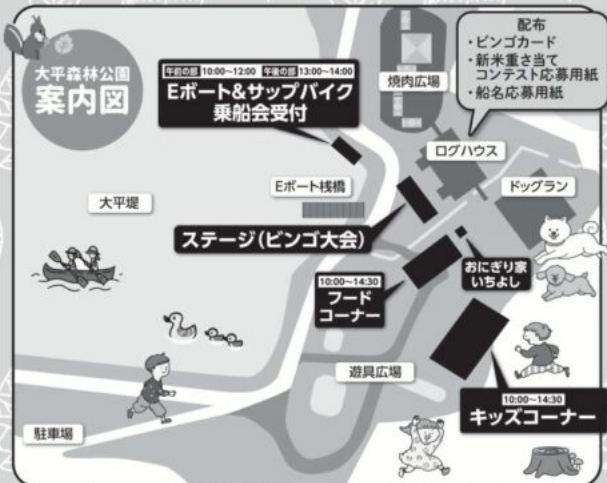 大平森林公園
案内図
午前の部 10:00~12:00 午後の部 13:00~14:00
Eボート&サップバイク
乗船会受付
焼肉広場
配布
・ビンゴカード
・新米重さ当て
コンテスト応募用紙
・船名応募用紙
ログハウス
ドッグラン
Eボート桟橋
大平堤
ステージ(ビンゴ大会)
おにぎり家
いちよし
10:00~14:30
フード
コーナー
遊具広場
10:00~14:30
キッズコーナー
駐車場